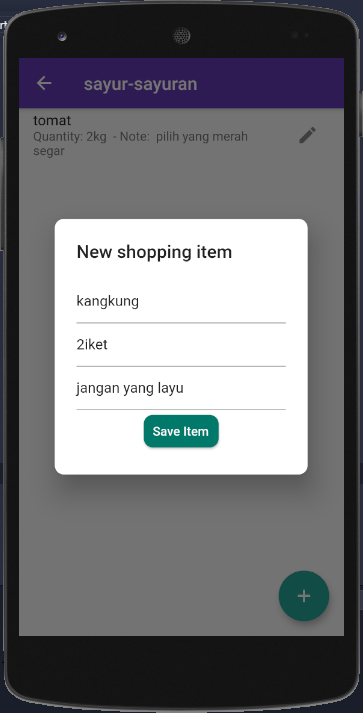 sayur-sayuran
tomat
Quantity: 2kg - Note: pilih yang merah
segar
New shopping item
kangkung
2iket
jangan yang layu
Save Item